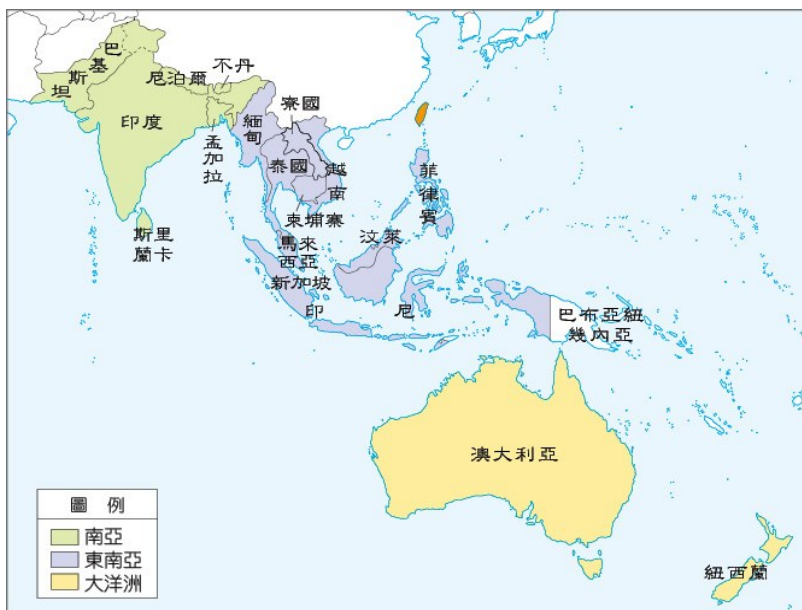 巴基斯坦
尼泊爾
不丹
印度
孟加拉
緬甸
寮國
泰國
越南
柬埔寨
菲律賓
斯里
蘭卡
汶萊
馬來
西亞
新加坡
印尼
巴布亞紐
幾內亞
澳大利亞
紐西蘭
圖例
南亞
東南亞
大洋洲